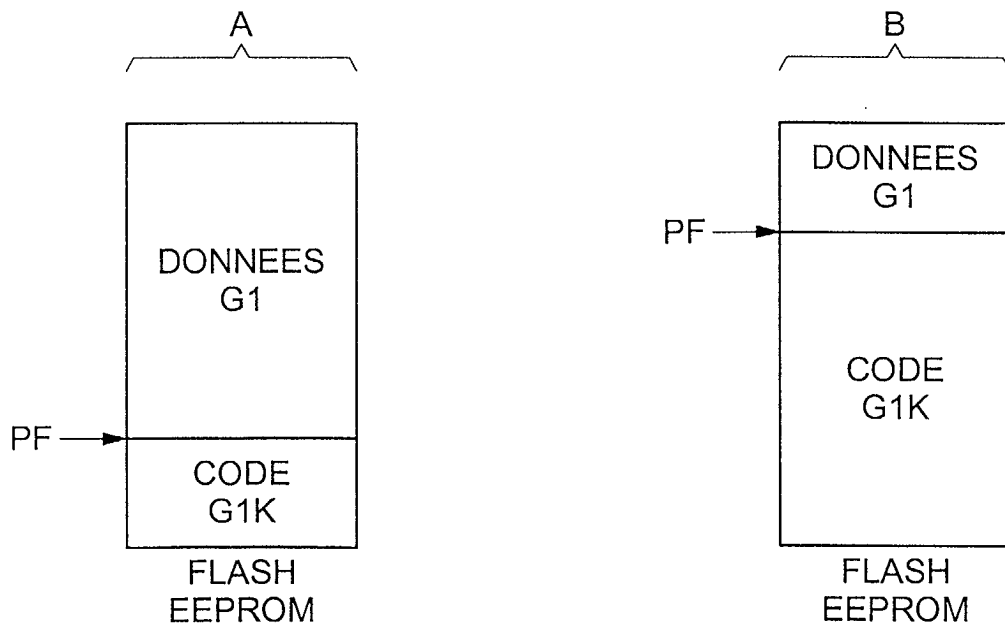 A
DONNEES
G1
PF
CODE
G1K
FLASH
EEPROM
B
DONNEES
G1
PF
CODE
G1K
FLASH
EEPROM